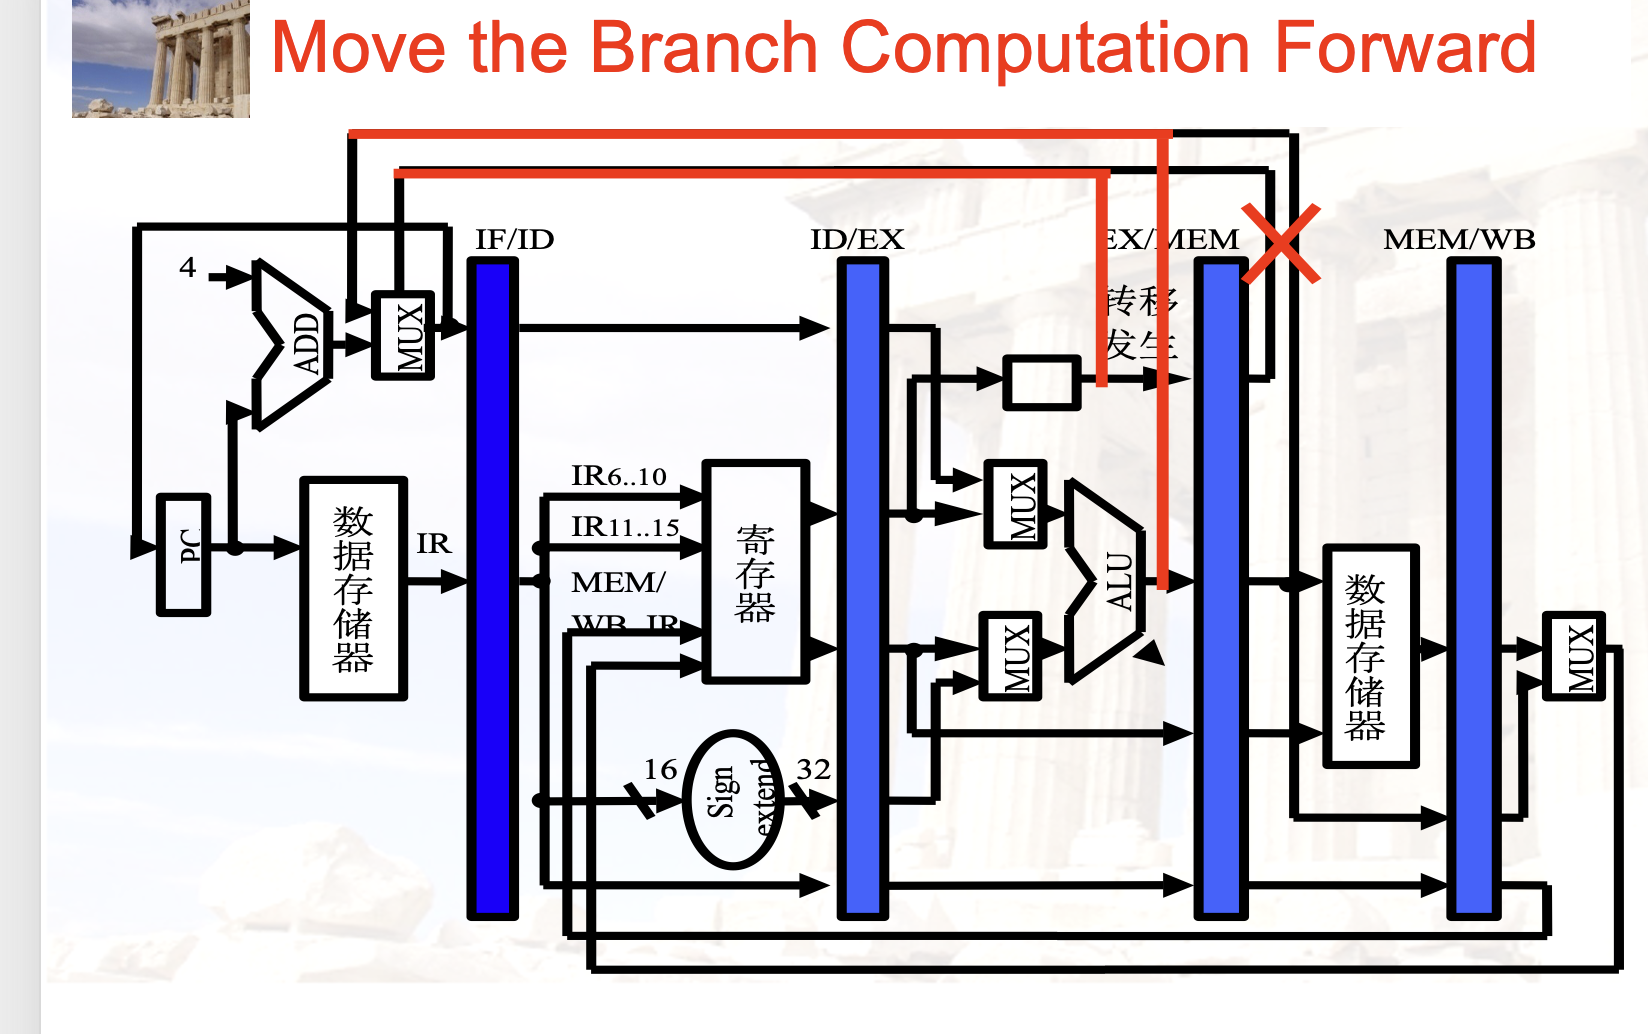 Move the Branch Computation Forward
IF/ID
ID/EX
EX/MEM
MEM/WB
4
ADD
MUX
转移
发生
PC
数据存储器
IR
IR6..10
IR11..15
MEM/
WB. IR
寄存器
MUX
MUX
ALU
数据存储器
MUX
16
Sign
extend
32